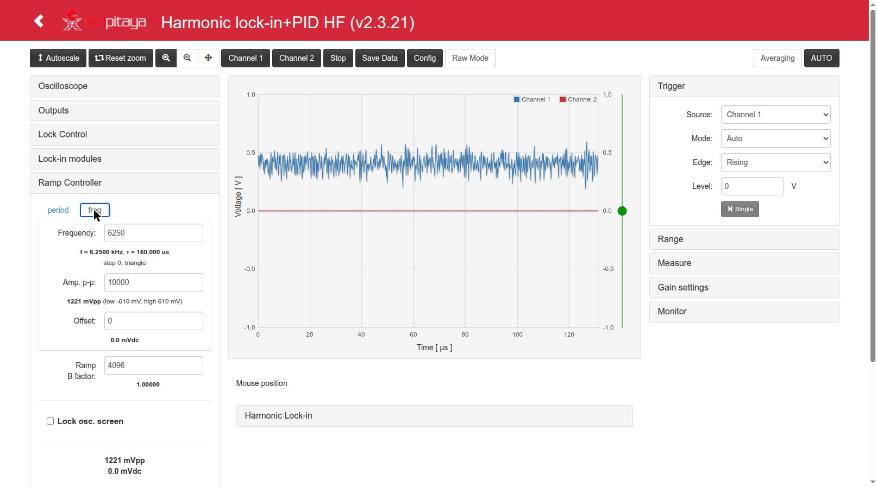 pitaya
Harmonic lock-in+PID HF (v2.3.21)
Autoscale
Reset zoom
Channel 1
Channel 2
Stop
Save Data
Config
Raw Mode
Averaging
AUTO
Oscilloscope
Outputs
Lock Control
Lock-in modules
Ramp Controller
period
freq
Frequency: 6250
f = 6.2500 kHz, τ = 160.000 us
step 0, triangle
Amp. p-p: 10000
1221 mVpp (low -610 mV, high 610 mV)
Offset: 0
0.0 mVdc
Ramp
B factor: 4096
1.00000
Lock osc. screen
1221 mVpp
0.0 mVdc
Channel 1
Channel 2
1.0
0.5
0.0
-0.5
-1.0
Voltage [ V ]
1.0
0.5
0.0
-0.5
-1.0
0 20 40 60 80 100 120
Time [ µs ]
Mouse position
Harmonic Lock-in
Trigger
Source: Channel 1
Mode: Auto
Edge: Rising
Level: 0 V
Single
Range
Measure
Gain settings
Monitor